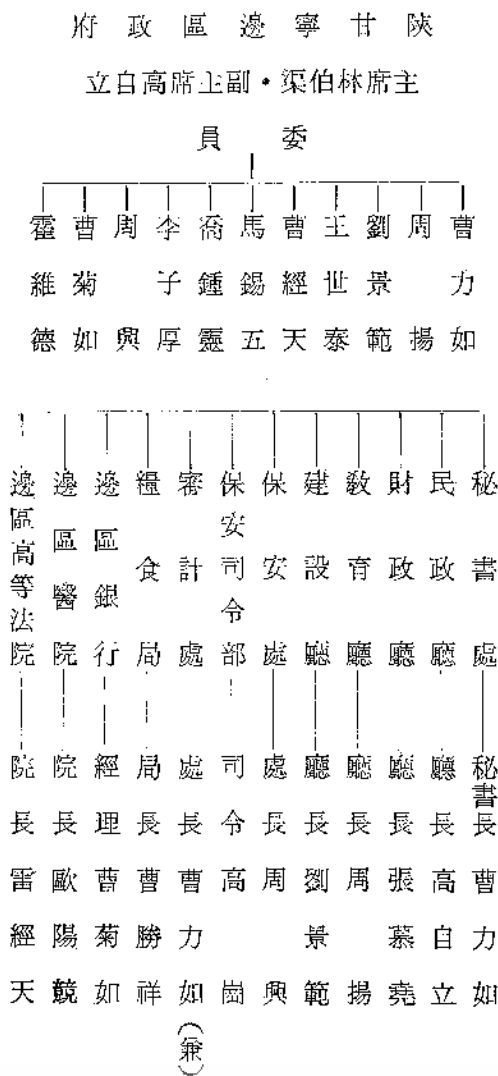 陝甘寧邊區政府
主席林伯渠・副主席高自立
委員
曹力如
周揚
劉景範
王世泰
曹經天
馬錫五
喬鍾靈
李子厚
周興
曹菊如
霍維德
秘書處 秘書長曹力如
民政廳 廳長高自立
財政廳 廳長張慕堯
敎育廳 廳長周揚
建設廳 廳長劉景範
保安處 處長周興
保安司令部 司令高崗
審計處 處長曹力如(兼)
糧食局 局長曹勝祥
邊區銀行 經理曹菊如
邊區醫院 院長歐陽競
邊區高等法院 院長雷經天